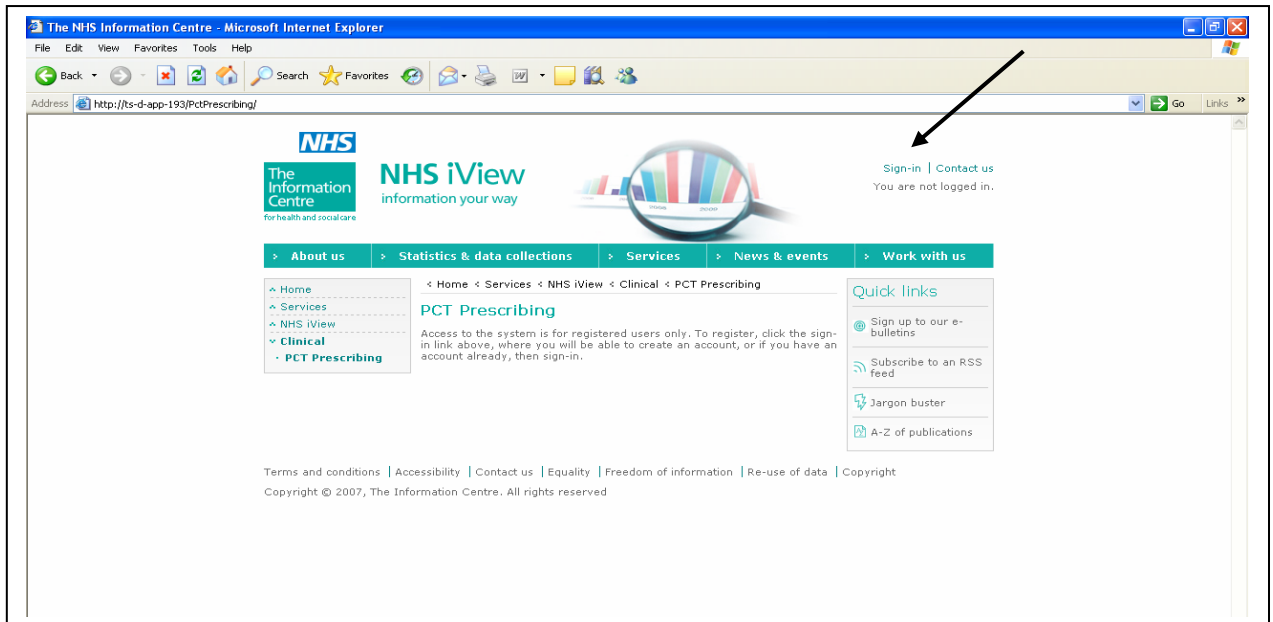 The NHS Information Centre - Microsoft Internet Explorer
File Edit View Favorites Tools Help
Back Search Favorites
Address http://ts-d-app-193/PctPrescribing/ Go Links »
NHS
The
Information
Centre
for health and social care
NHS iView
information your way
2008 2009
Sign-in | Contact us
You are not logged in.
About us Statistics & data collections Services News & events Work with us
Home
Services
NHS iView
Clinical
PCT Prescribing
< Home < Services < NHS iView < Clinical < PCT Prescribing
PCT Prescribing
Access to the system is for registered users only. To register, click the sign-
in link above, where you will be able to create an account, or if you have an
account already, then sign-in.
Quick links
Sign up to our e-
bulletins
Subscribe to an RSS
feed
Jargon buster
A-Z of publications
Terms and conditions | Accessibility | Contact us | Equality | Freedom of information | Re-use of data | Copyright
Copyright © 2007, The Information Centre. All rights reserved